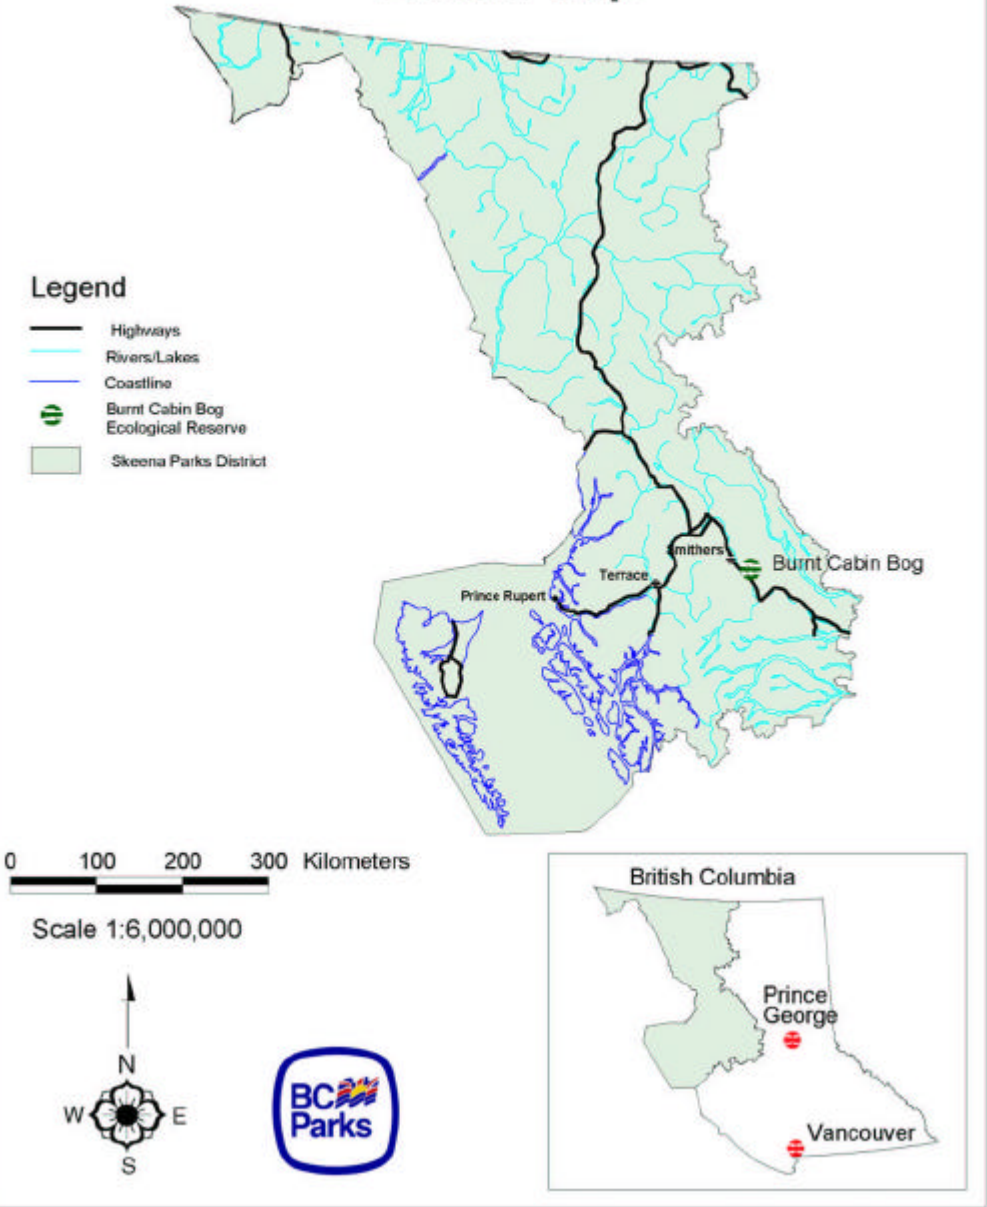 Legend
Highways
Rivers/Lakes
Coastline
Burnt Cabin Bog
Ecological Reserve
Skeena Parks District
Smithers
Burnt Cabin Bog
Terrace
Prince Rupert
0 100 200 300 Kilometers
Scale 1:6,000,000
N
W E
S
BC
Parks
British Columbia
Prince
George
Vancouver